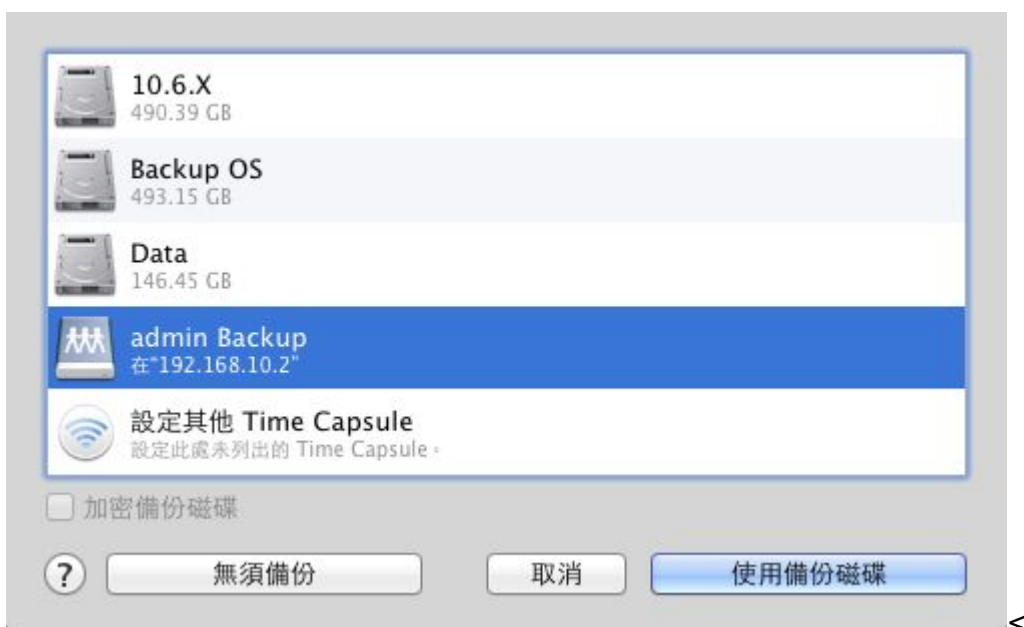 10.6.X
490.39 GB
Backup OS
493.15 GB
Data
146.45 GB
admin Backup
在“192.168.10.2”
設定其他 Time Capsule
設定此處未列出的 Time Capsule。
加密備份磁碟
? 無須備份 取消 使用備份磁碟
<